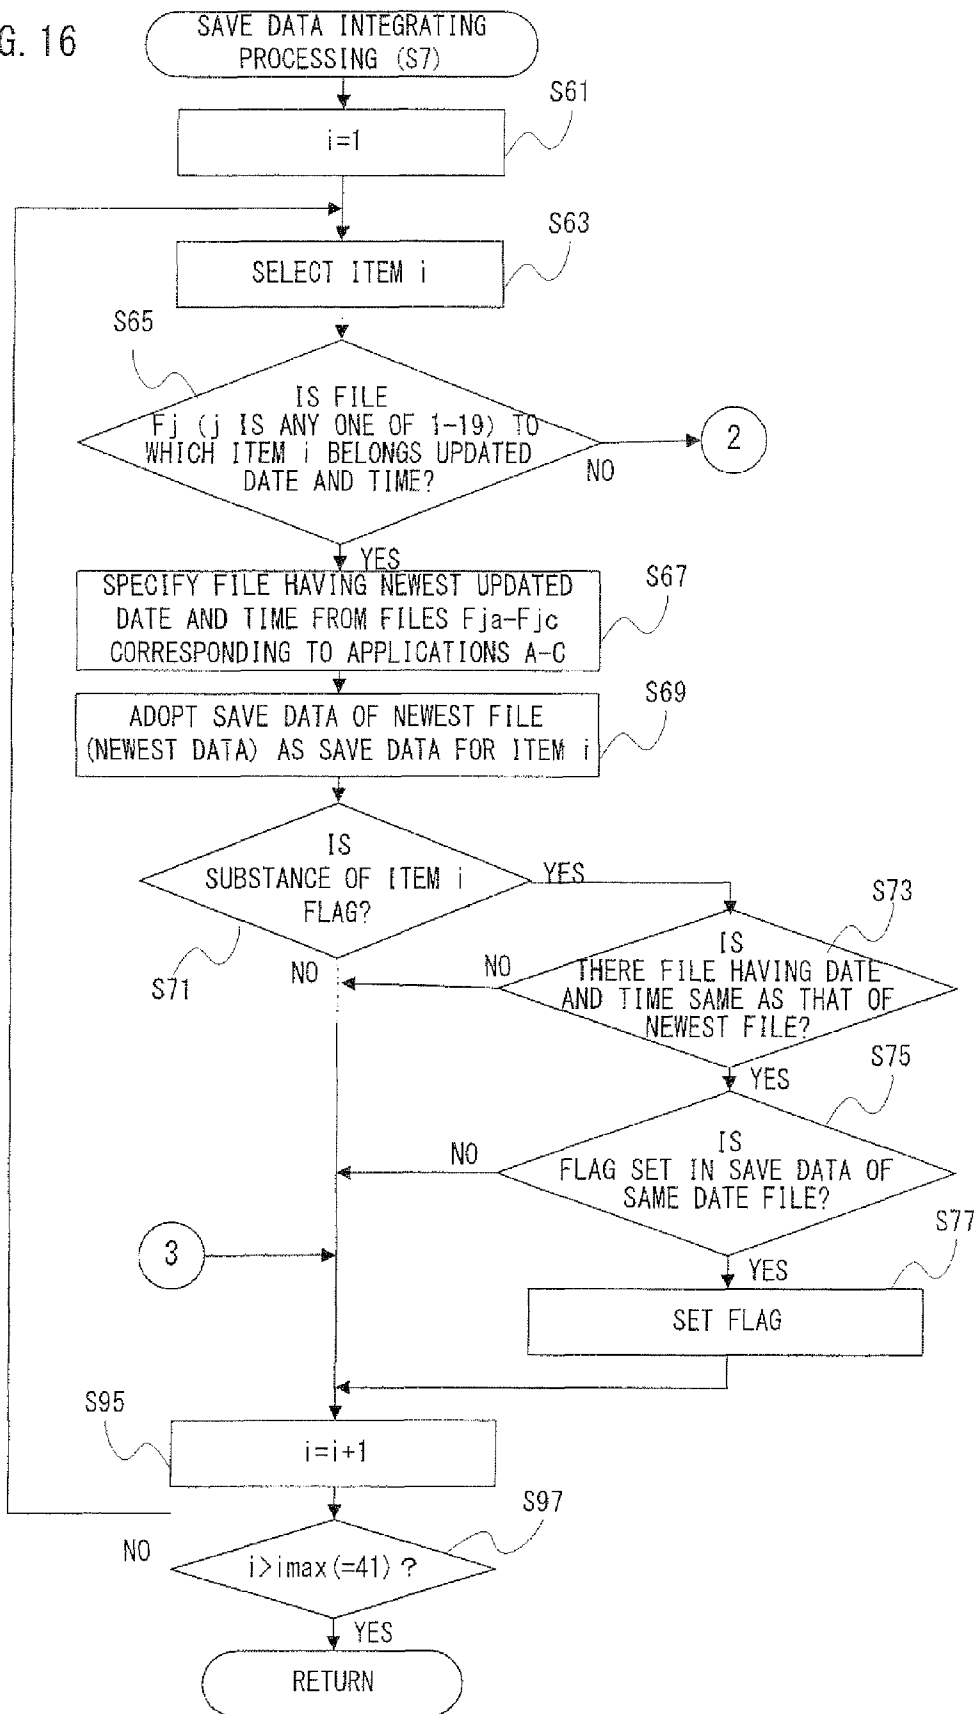 G. 16
SAVE DATA INTEGRATING
PROCESSING (S7)
S61
i=1
S63
SELECT ITEM i
S65
IS FILE
Fj (j IS ANY ONE OF 1-19) TO
WHICH ITEM i BELONGS UPDATED
DATE AND TIME?
NO
2
YES
SPECIFY FILE HAVING NEWEST UPDATED
DATE AND TIME FROM FILES Fja-Fjc
CORRESPONDING TO APPLICATIONS A-C
S67
S69
ADOPT SAVE DATA OF NEWEST FILE
(NEWEST DATA) AS SAVE DATA FOR ITEM i
IS
SUBSTANCE OF ITEM i
FLAG?
YES
S71
NO
S73
IS
THERE FILE HAVING DATE
AND TIME SAME AS THAT OF
NEWEST FILE?
NO
YES
S75
IS
FLAG SET IN SAVE DATA OF
SAME DATE FILE?
NO
YES
S77
SET FLAG
3
S95
i=i+1
S97
i>imax(=41)?
NO
YES
RETURN